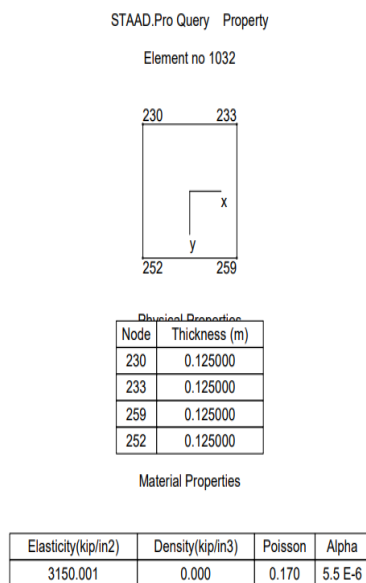 STAAD.Pro Query Property
Element no 1032
230 233
x
y
252 259
Physical Properties
Node Thickness (m)
230 0.125000
233 0.125000
259 0.125000
252 0.125000
Material Properties
Elasticity(kip/in2) Density(kip/in3) Poisson Alpha
3150.001 0.000 0.170 5.5 E-6